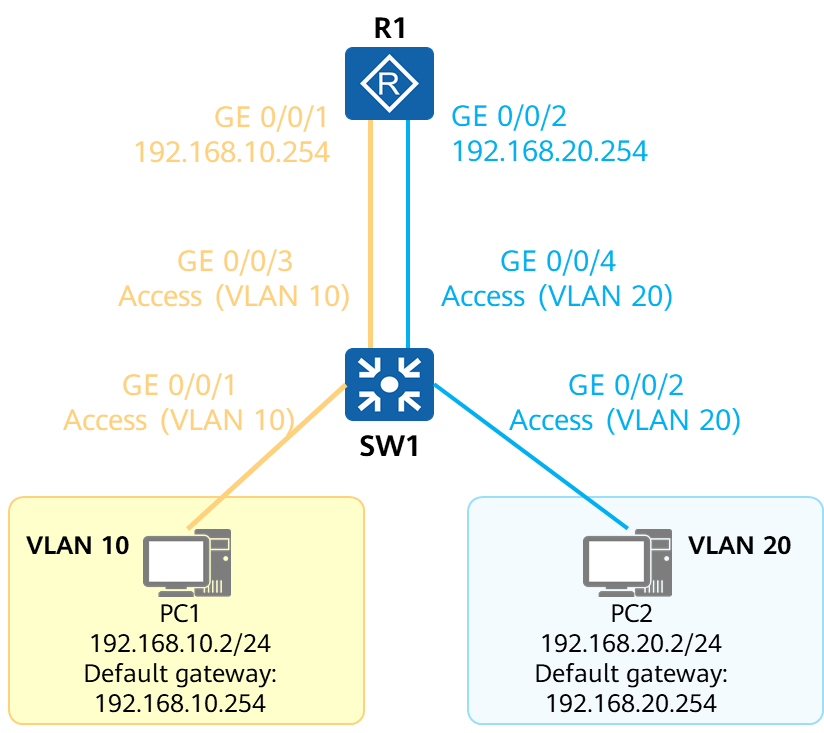 R1
R
GE 0/0/1
192.168.10.254
GE 0/0/2
192.168.20.254
GE 0/0/3
Access (VLAN 10)
GE 0/0/4
Access (VLAN 20)
GE 0/0/1
Access (VLAN 10)
GE 0/0/2
Access (VLAN 20)
SW1
VLAN 10
PC1
192.168.10.2/24
Default gateway:
192.168.10.254
VLAN 20
PC2
192.168.20.2/24
Default gateway:
192.168.20.254